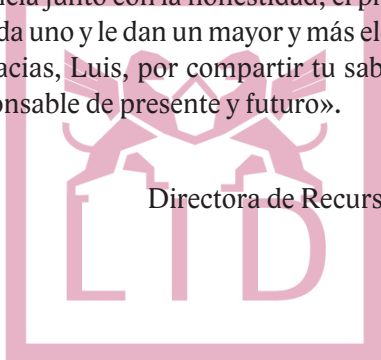 ncia junto con la honestidad, el pr
da uno y le dan un mayor y más el
acias, Luis, por compartir tu sab
onsable de presente y futuro».
Directora de Recurs
LID